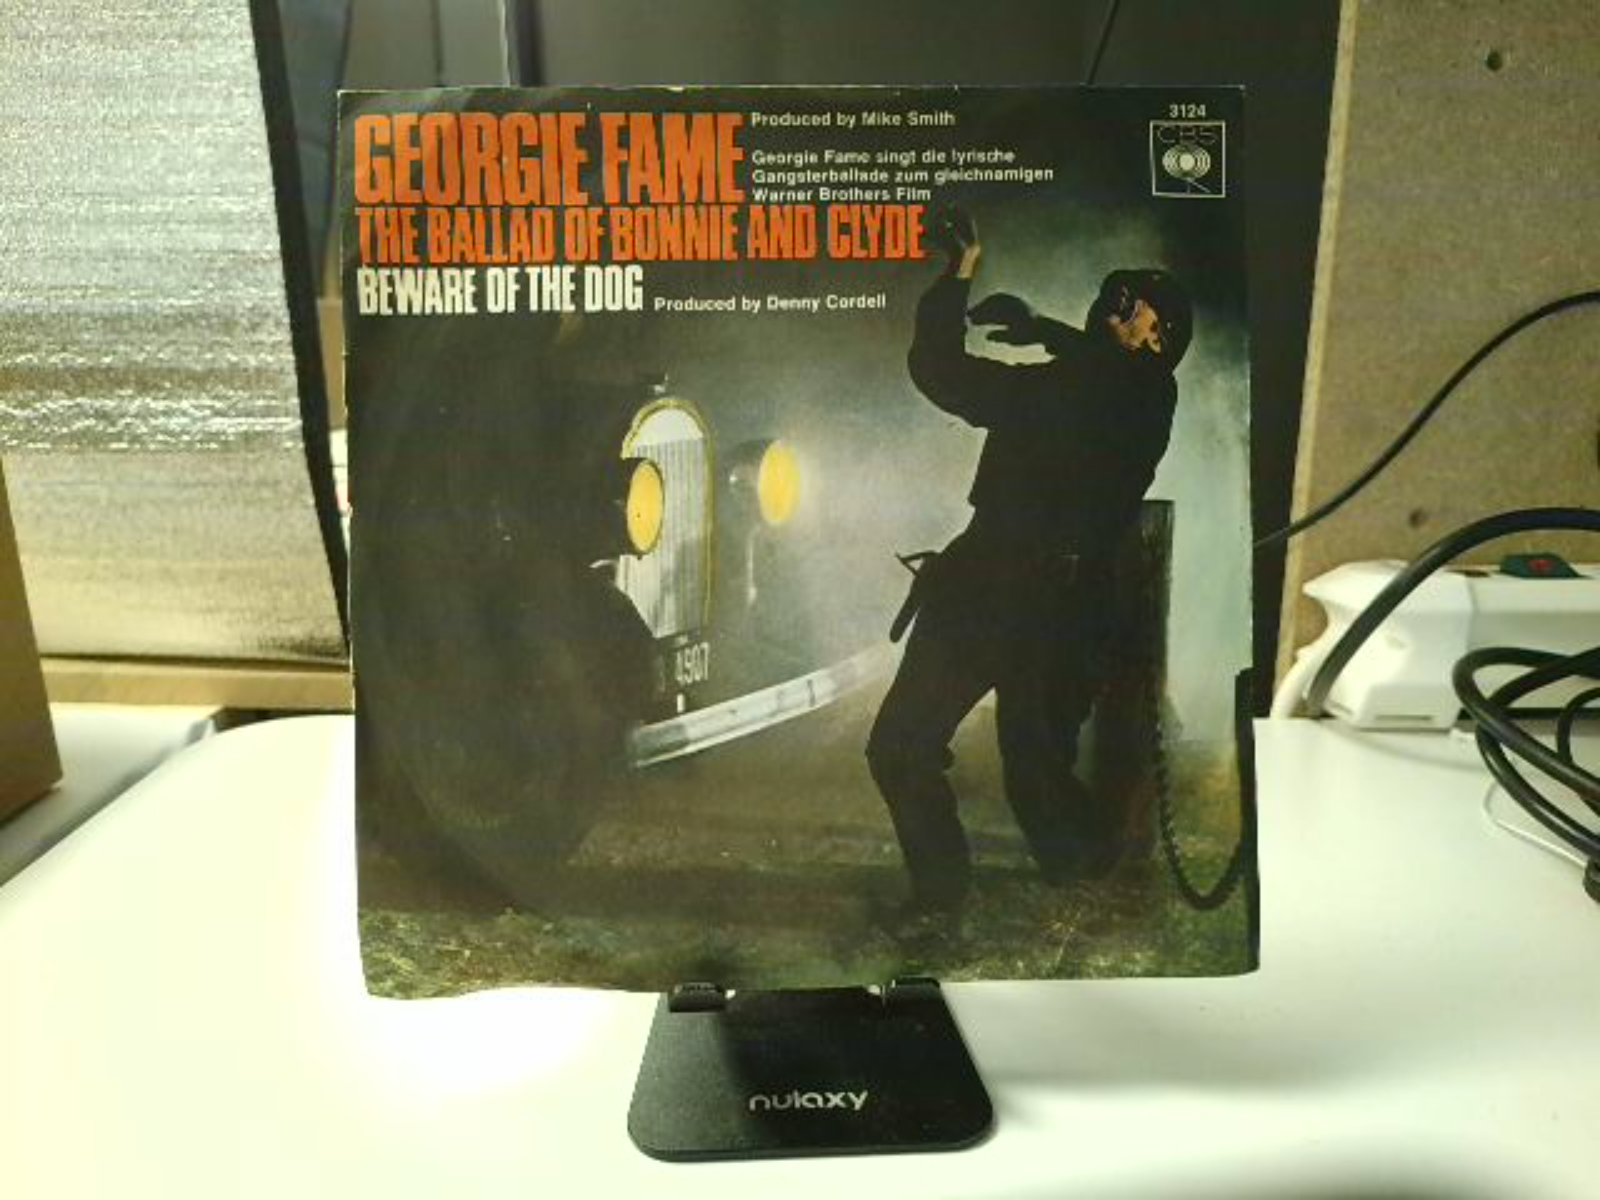 GEORGIE FAME
Produced by Mike Smith
3124
CBS
Georgie Fame singt die lyrische
Gangsterballade zum gleichnamigen
Warner Brothers Film
THE BALLAD OF BONNIE AND CLYDE
BEWARE OF THE DOG
Produced by Denny Cordell
4907
nulaxy